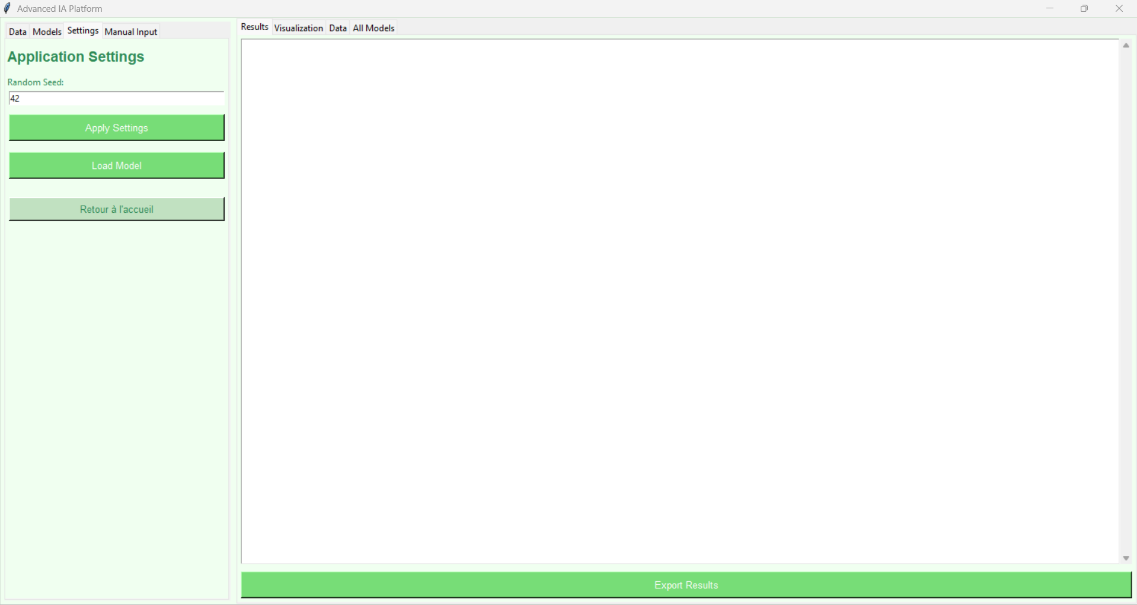 Advanced IA Platform
Data Models Settings Manual Input
Results Visualization Data All Models
Application Settings
Random Seed:
42
Apply Settings
Load Model
Retour à l'accueil
Export Results